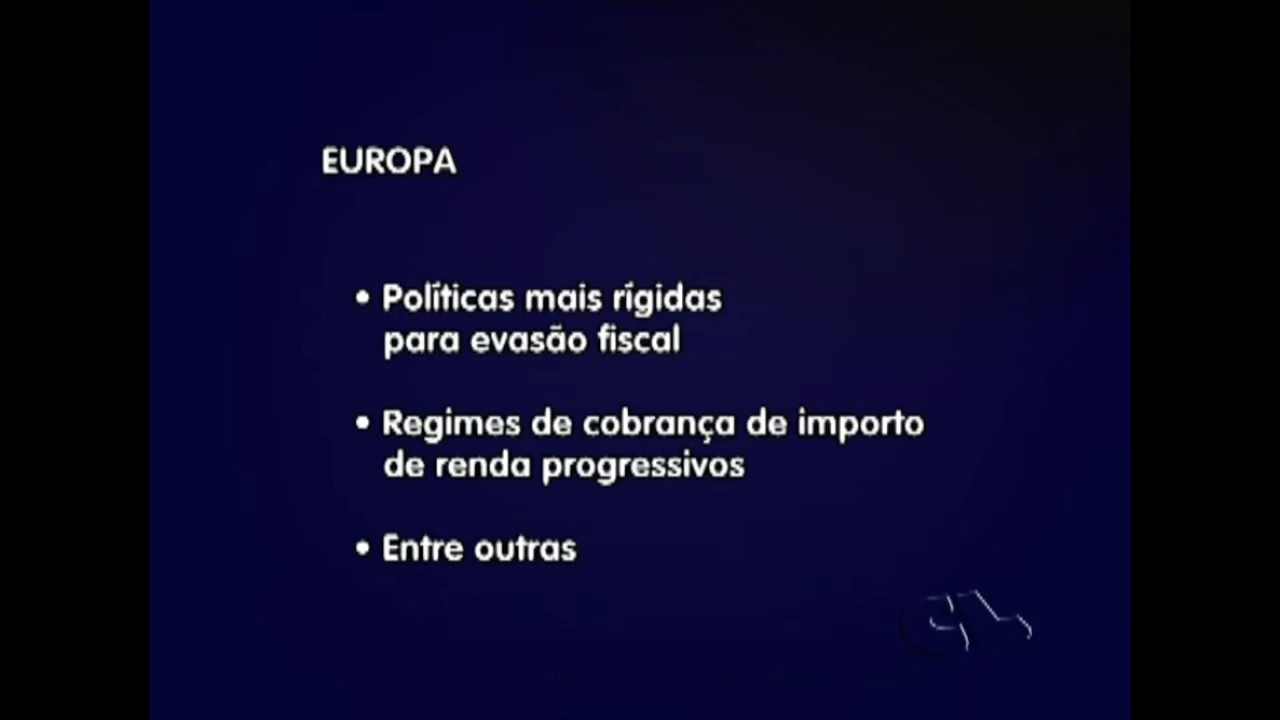 EUROPA
• Políticas mais rígidas
para evasão fiscal
• Regimes de cobrança de importo
de renda progressivos
• Entre outras